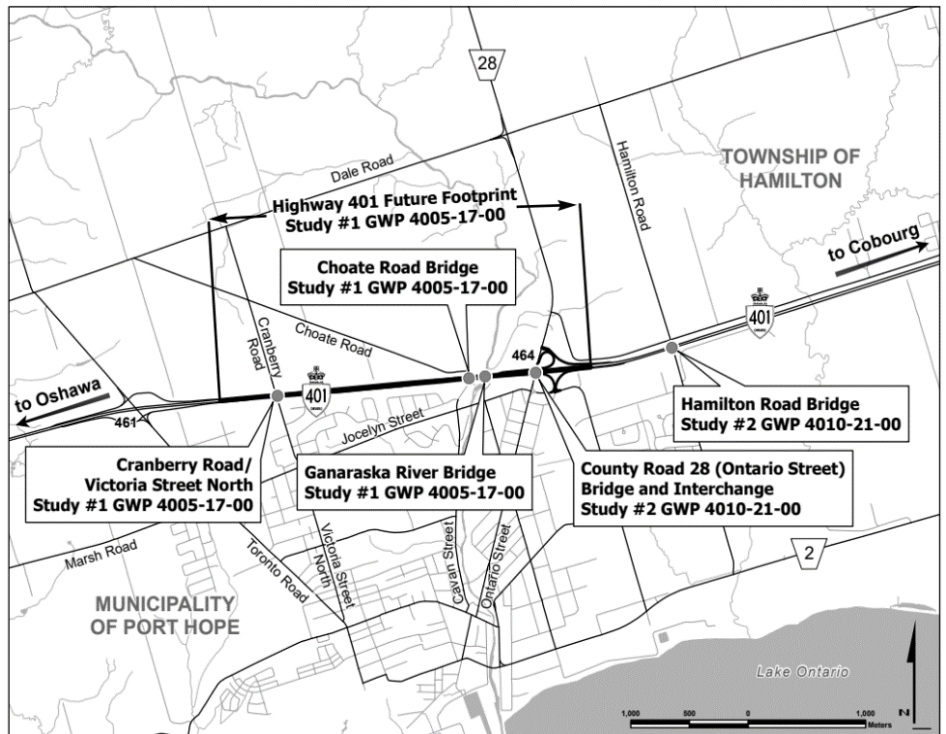 28
Dale Road
Hamilton Road
TOWNSHIP OF
HAMILTON
Highway 401 Future Footprint
Study #1 GWP 4005-17-00
to Cobourg
Choate Road Bridge
Study #1 GWP 4005-17-00
401
Cranberry
Road
Choate Road
464
401
to Oshawa
461
Jocelyn Street
Hamilton Road Bridge
Study #2 GWP 4010-21-00
Cranberry Road/
Victoria Street North
Study #1 GWP 4005-17-00
Ganaraska River Bridge
Study #1 GWP 4005-17-00
County Road 28 (Ontario Street)
Bridge and Interchange
Study #2 GWP 4010-21-00
Marsh Road
Toronto Road
Victoria Street
North
Cavan Street
Ontario Street
2
MUNICIPALITY
OF PORT HOPE
Lake Ontario
1,000 500 0 1,000
Meters
N